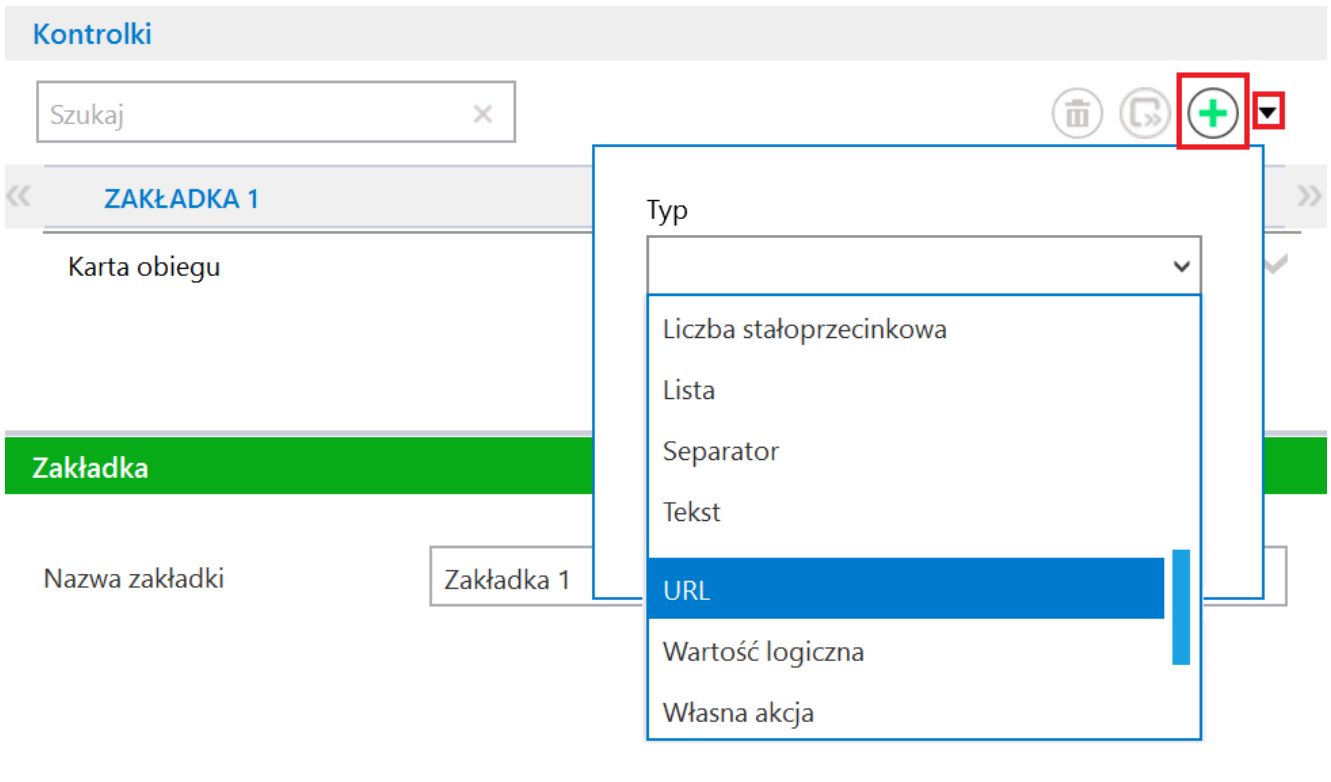 Kontrolki
Szukaj
ZAKŁADKA 1
Karta obiegu
Typ
Liczba stałoprzecinkowa
Lista
Separator
Tekst
URL
Wartość logiczna
Własna akcja
Zakładka
Nazwa zakładki
Zakładka 1